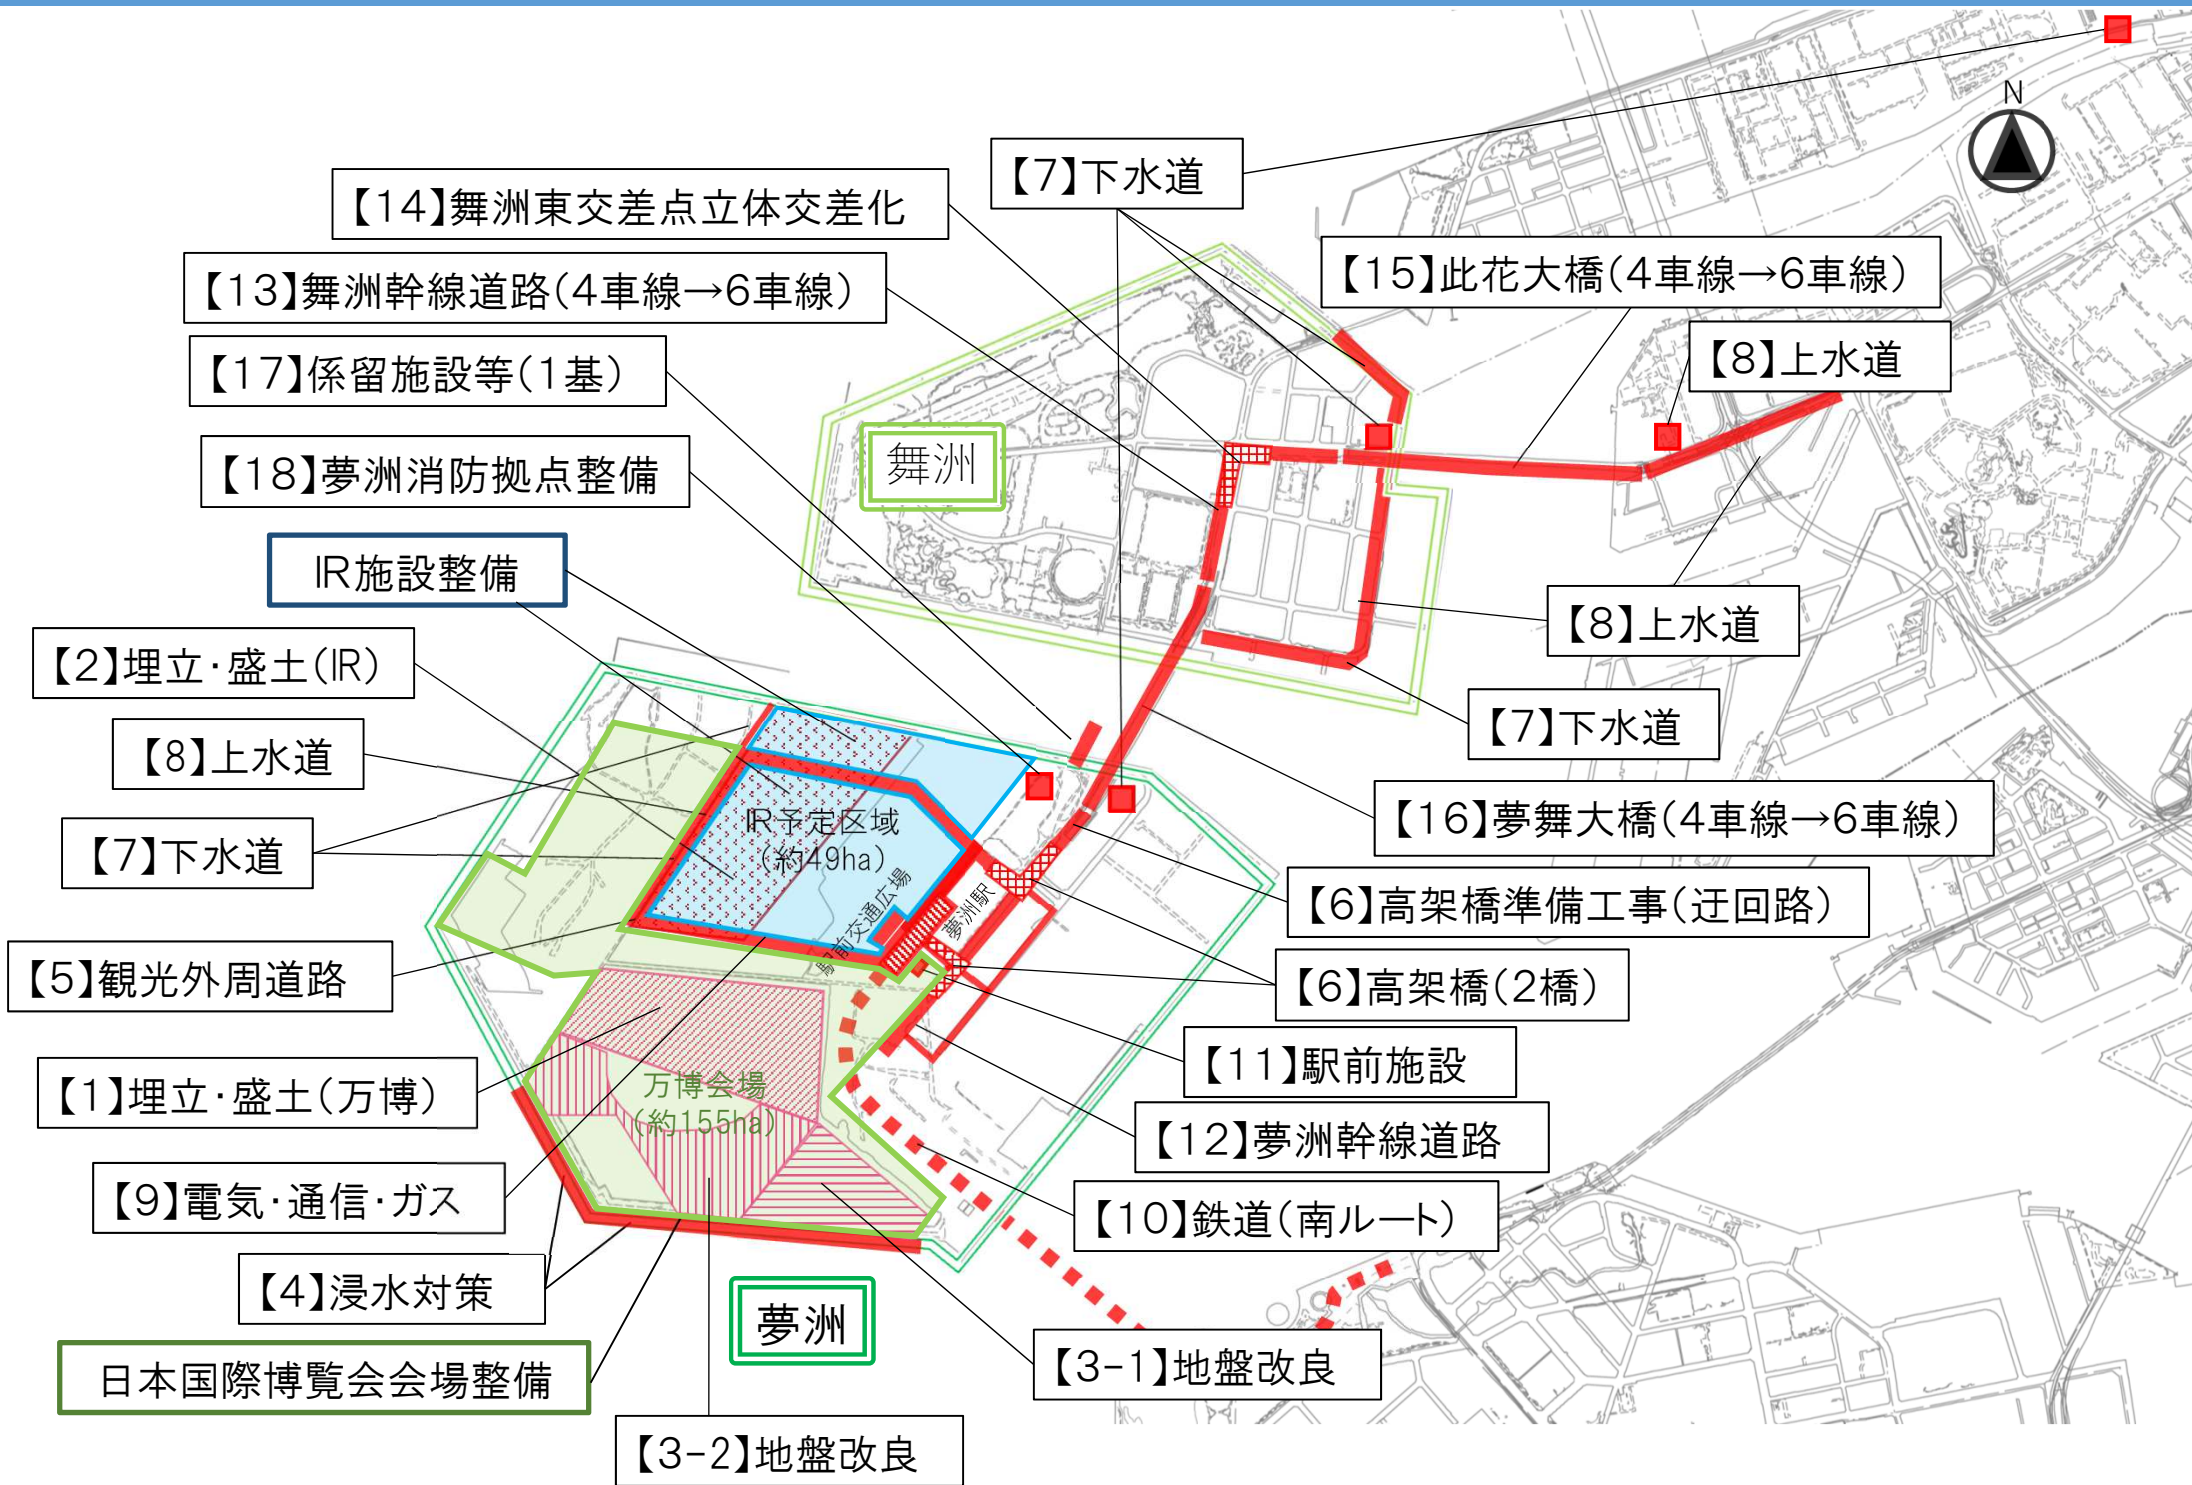 N
【7】下水道
【14】舞洲東交差点立体交差化
【15】此花大橋(4車線→6車線)
【13】舞洲幹線道路(4車線→6車線)
【8】上水道
【17】係留施設等(1基)
舞洲
【18】夢洲消防拠点整備
IR施設整備
【8】上水道
【2】埋立・盛土(IR)
【7】下水道
【8】上水道
【16】夢舞大橋(4車線→6車線)
【7】下水道
IR予定区域
(約49ha)
駅前交通広場
夢洲駅
【6】高架橋準備工事(迂回路)
【5】観光外周道路
【6】高架橋(2橋)
【11】駅前施設
【1】埋立・盛土(万博)
万博会場
(約155ha)
【12】夢洲幹線道路
【9】電気・通信・ガス
【10】鉄道(南ルート)
【4】浸水対策
夢洲
【3-1】地盤改良
日本国際博覧会会場整備
【3-2】地盤改良